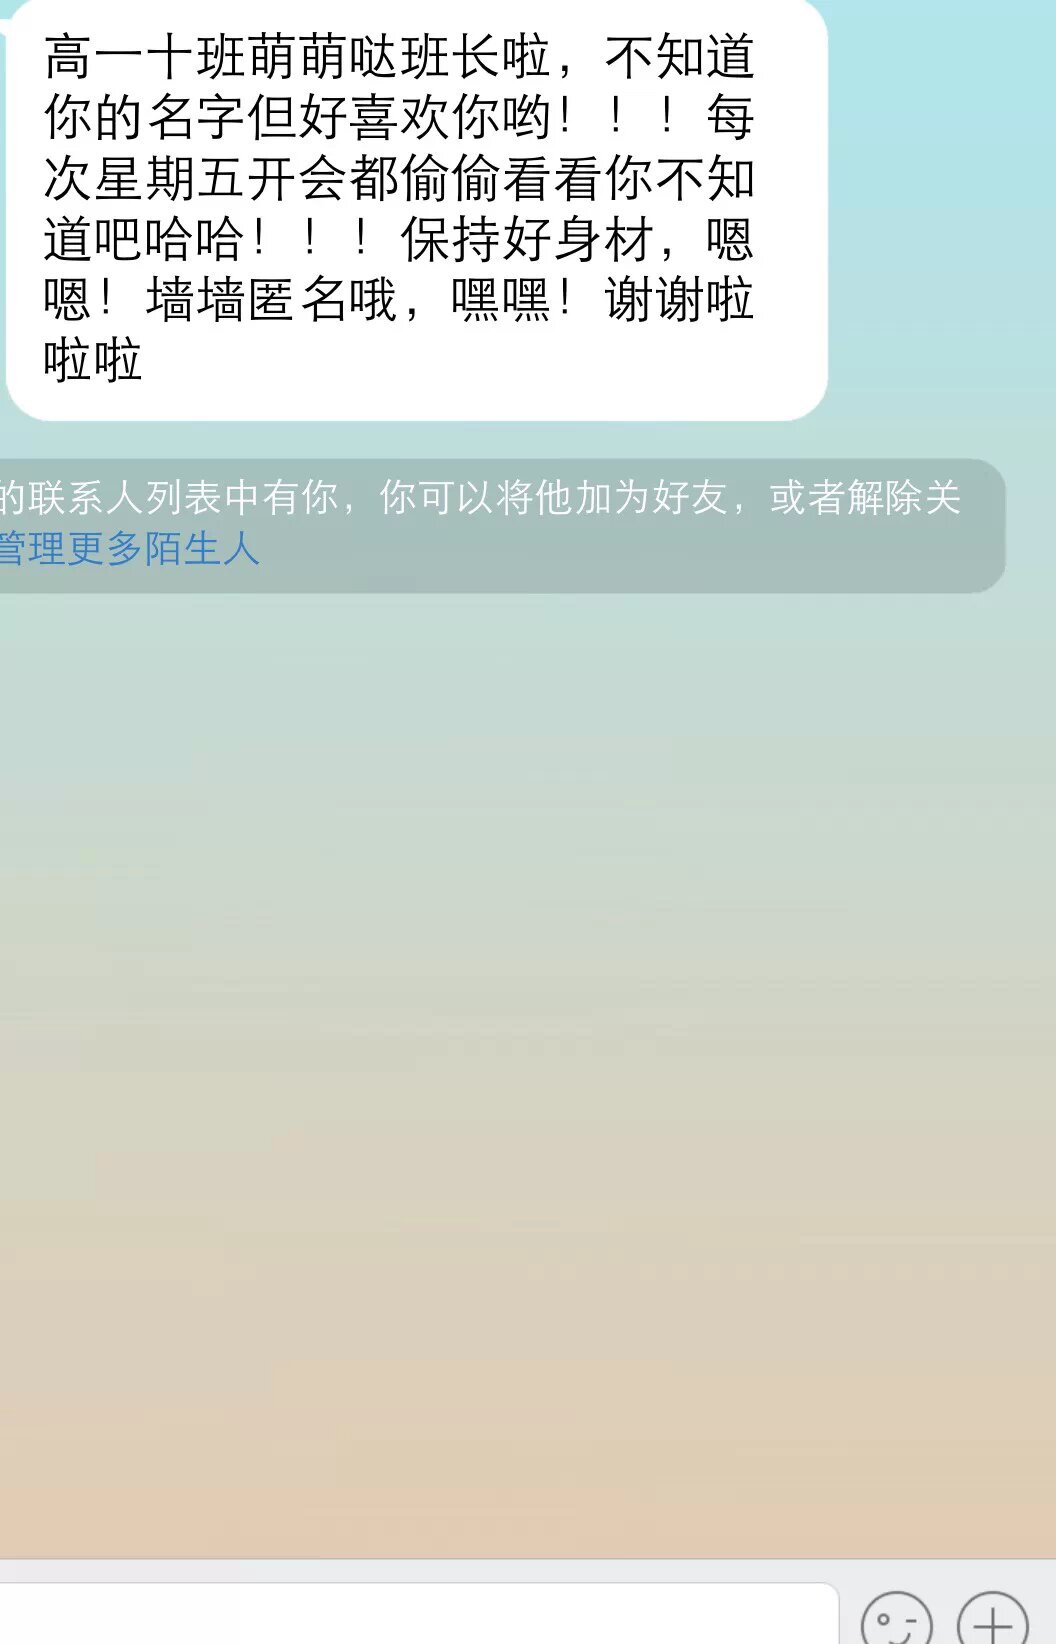 高一十班萌萌哒班长啦，不知道
你的名字但好喜欢你哟！！！每
次星期五开会都偷偷看看你不知
道吧哈哈！！！保持好身材，嗯
嗯！墙墙匿名哦，嘿嘿！谢谢啦
啦啦
的联系人列表中有你，你可以将他加为好友，或者解除关
管理更多陌生人